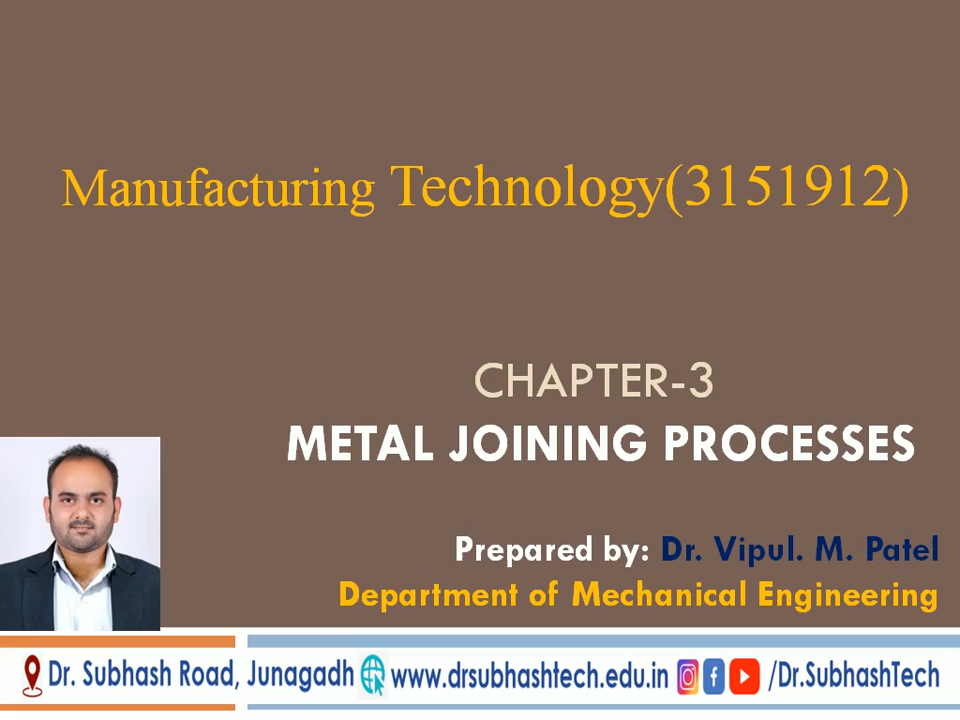 Manufacturing Technology(3151912)
CHAPTER-3
METAL JOINING PROCESSES
Prepared by: Dr. Vipul. M. Patel
Department of Mechanical Engineering
Dr. Subhash Road, Junagadh www.drsubhashtech.edu.in /Dr.SubhashTech